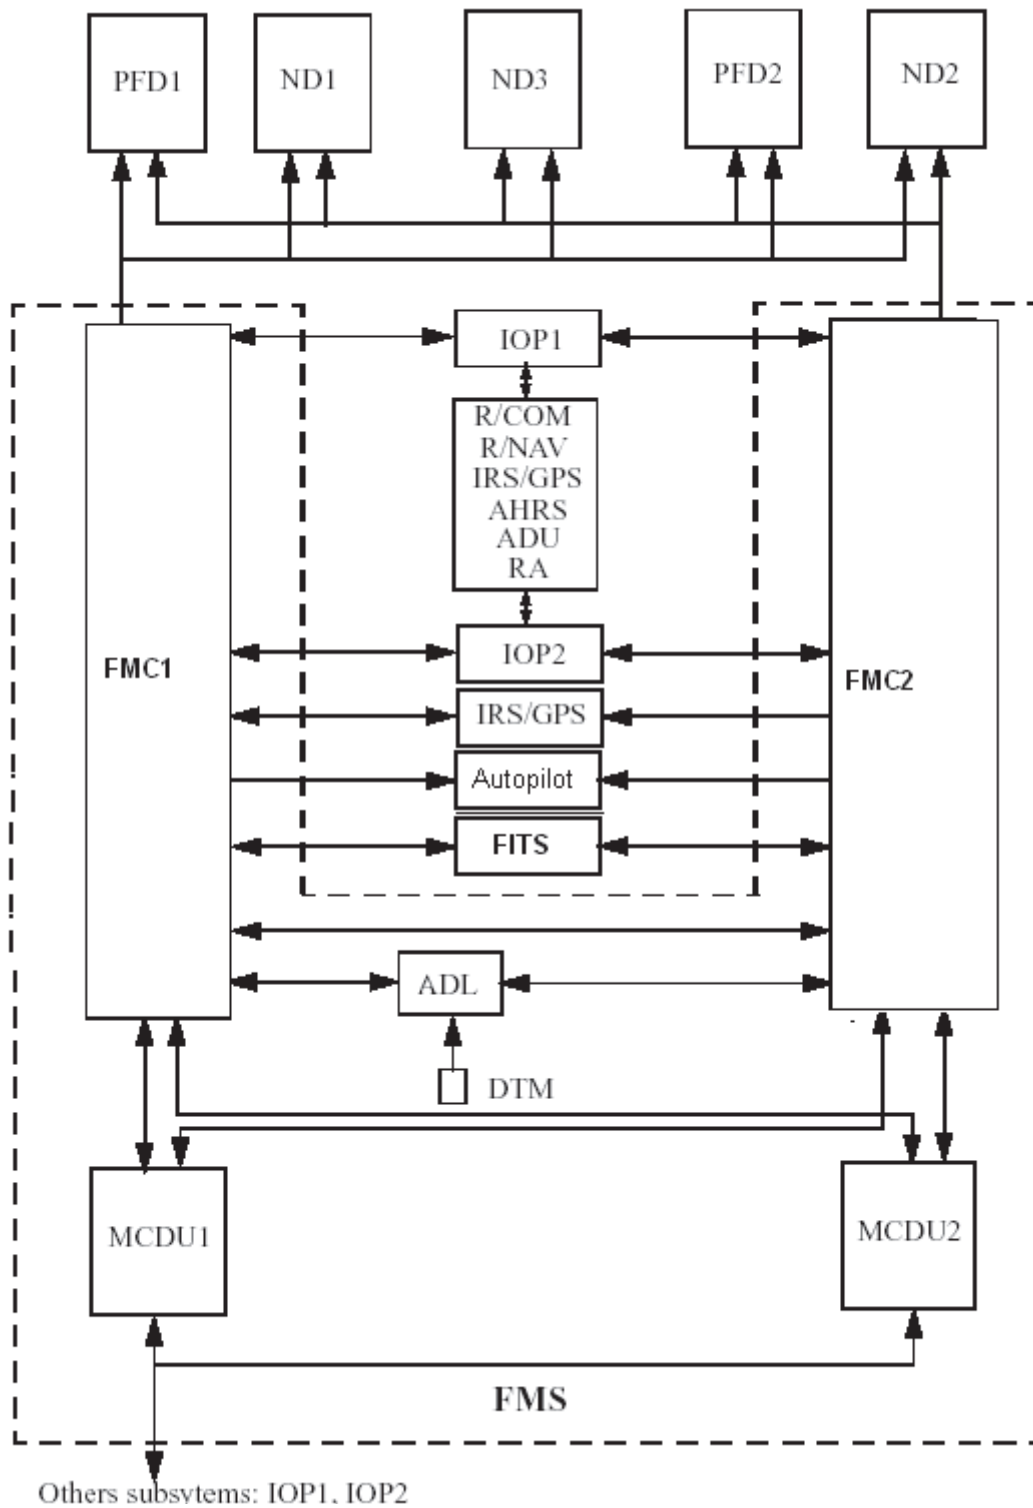 PFD1
ND1
ND3
PFD2
ND2
IOP1
R/COM
R/NAV
IRS/GPS
AHRS
ADU
RA
FMC1
IOP2
FMC2
IRS/GPS
Autopilot
FITS
ADL
DTM
MCDU1
MCDU2
FMS
Others subsytems: IOP1, IOP2